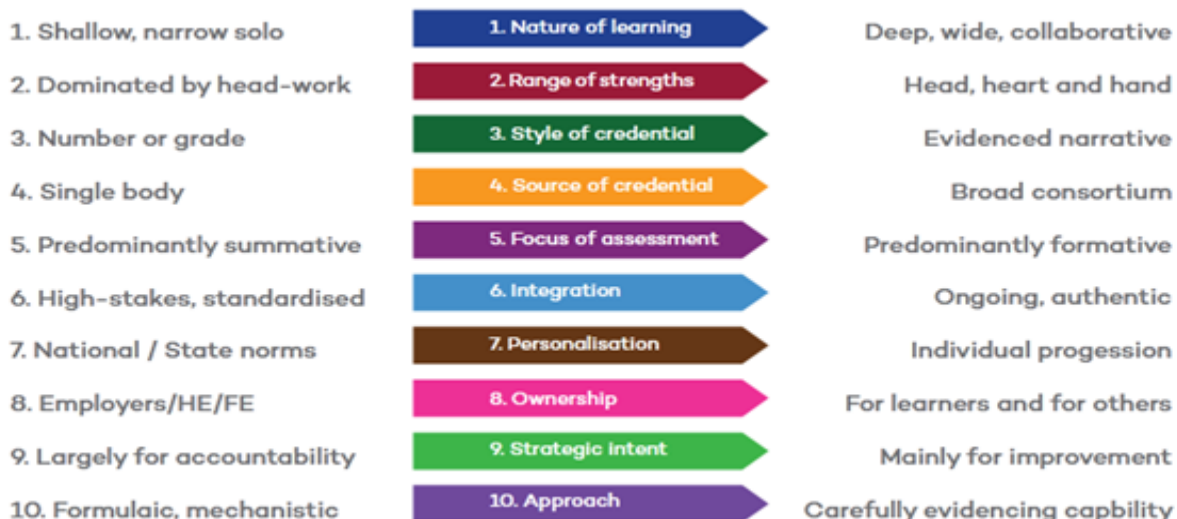 1. Shallow, narrow solo 1. Nature of learning Deep, wide, collaborative
2. Dominated by head-work 2. Range of strengths Head, heart and hand
3. Number or grade 3. Style of credential Evidenced narrative
4. Single body 4. Source of credential Broad consortium
5. Predominantly summative 5. Focus of assessment Predominantly formative
6. High-stakes, standardised 6. Integration Ongoing, authentic
7. National / State norms 7. Personalisation Individual progession
8. Employers/HE/FE 8. Ownership For learners and for others
9. Largely for accountability 9. Strategic intent Mainly for improvement
10. Formulaic, mechanistic 10. Approach Carefully evidencing capbility